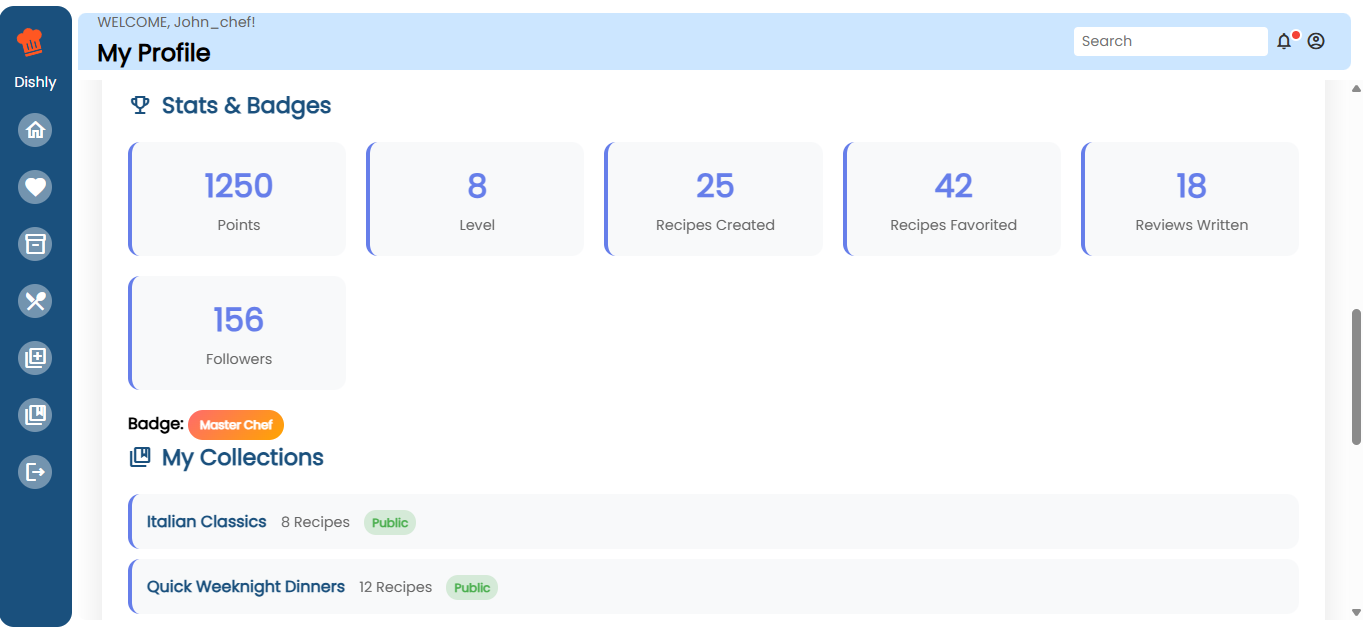 Dishly
WELCOME, John_chef!
My Profile
Search
Stats & Badges
1250
Points
8
Level
25
Recipes Created
42
Recipes Favorited
18
Reviews Written
156
Followers
Badge: Master Chef
My Collections
Italian Classics 8 Recipes Public
Quick Weeknight Dinners 12 Recipes Public